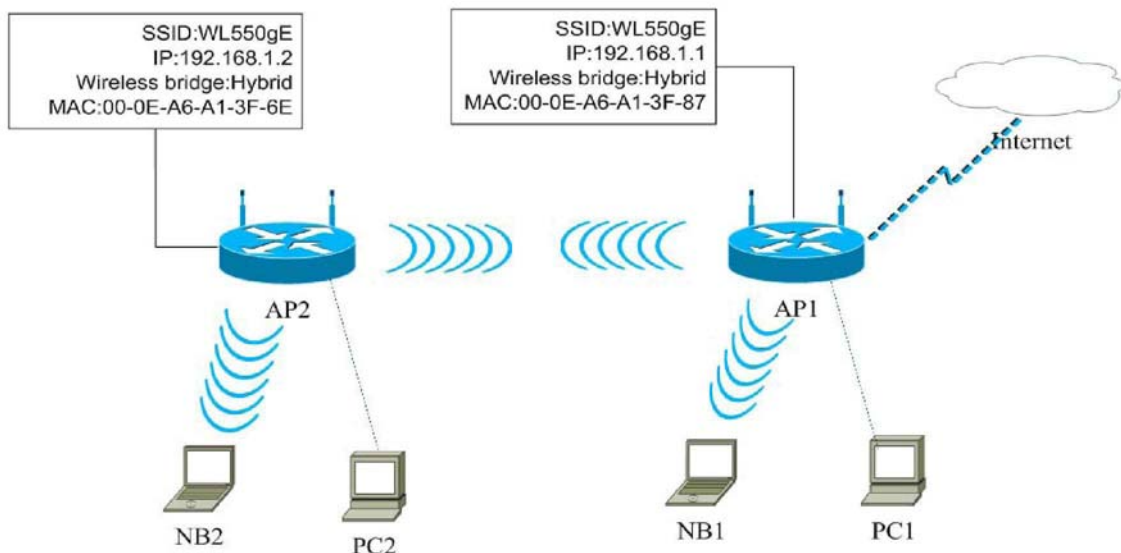 SSID:WL550gE
IP:192.168.1.2
Wireless bridge:Hybrid
MAC:00-0E-A6-A1-3F-6E
SSID:WL550gE
IP:192.168.1.1
Wireless bridge:Hybrid
MAC:00-0E-A6-A1-3F-87
Internet
AP2
AP1
NB2
PC2
NB1
PC1